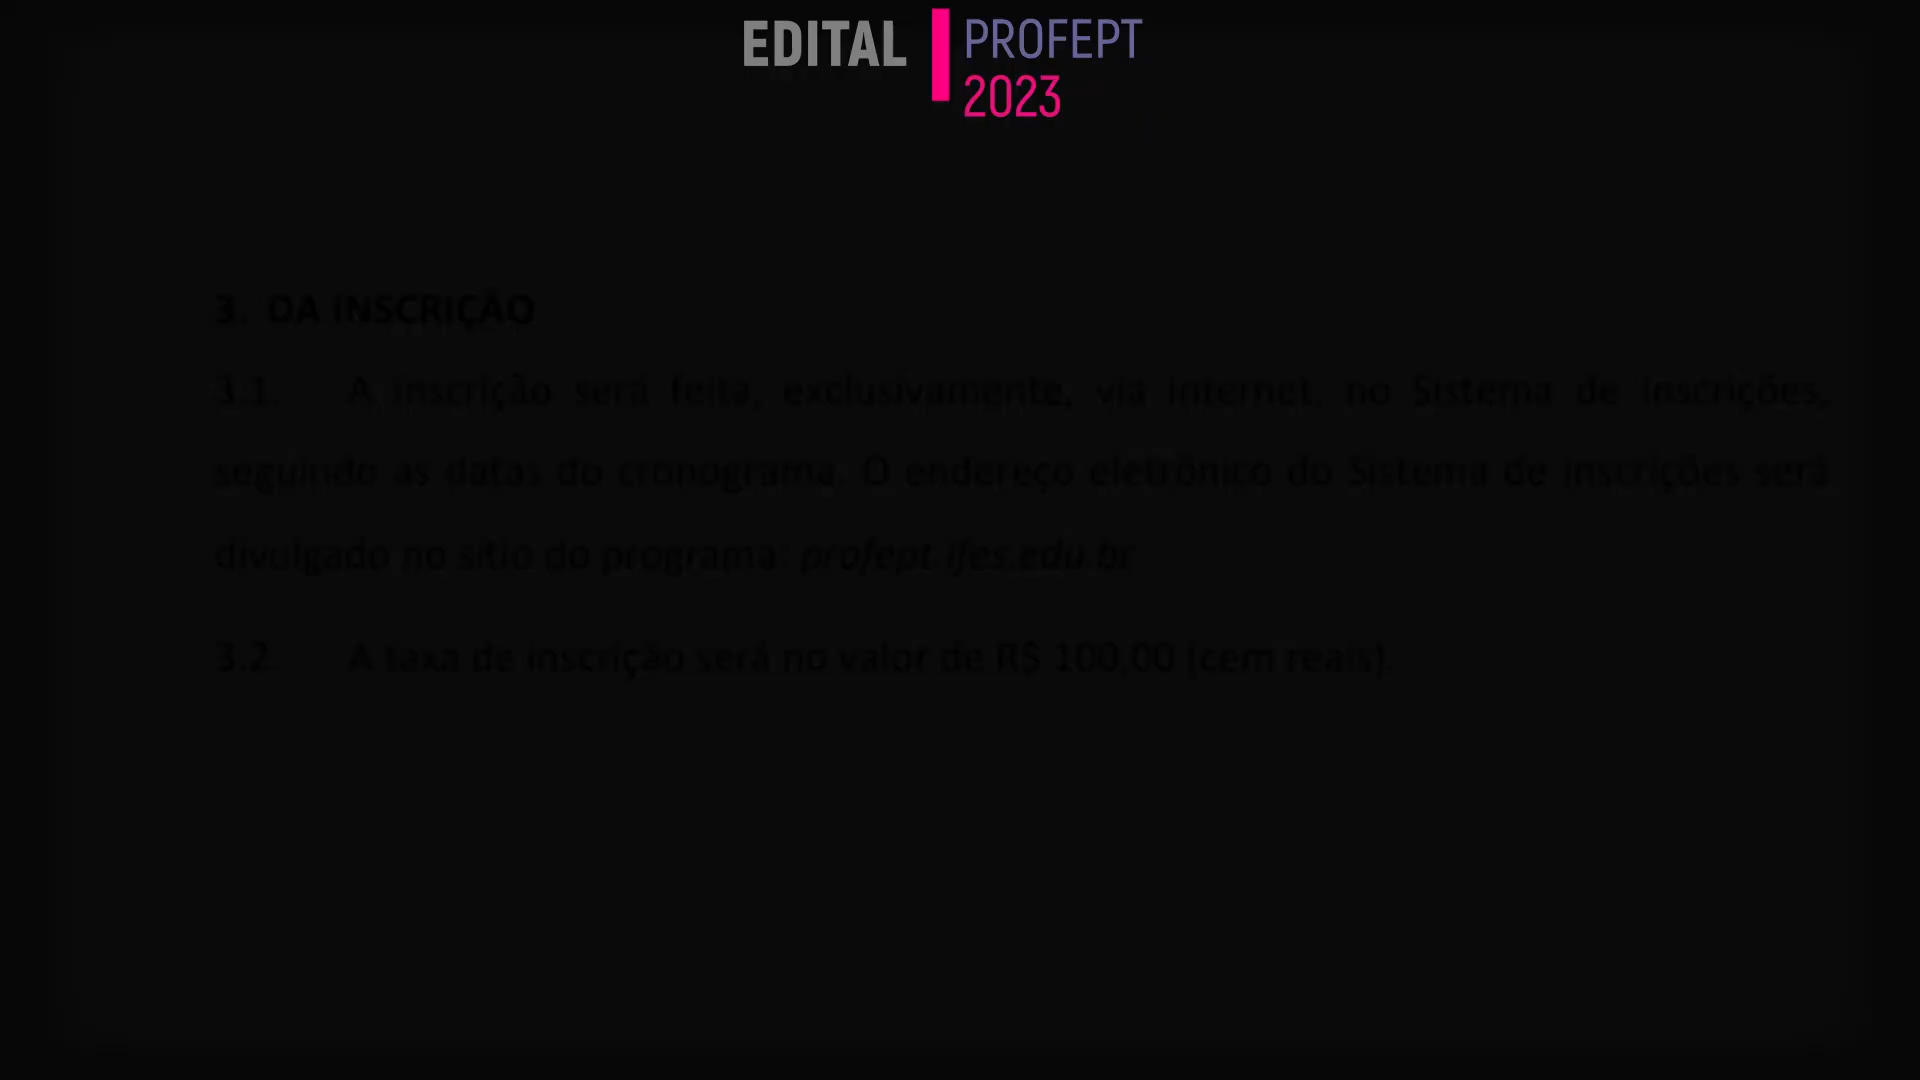 EDITAL
PROFEPT
2023
3. DA INSCRIÇÃO
3.1. A inscrição será feita, exclusivamente, via internet, no Sistema de Inscrições,
seguindo as datas do cronograma. O endereço eletrônico do Sistema de Inscrições será
divulgado no sítio do programa: profept.ifes.edu.br
3.2. A taxa de inscrição será no valor de R$ 100,00 (cem reais).